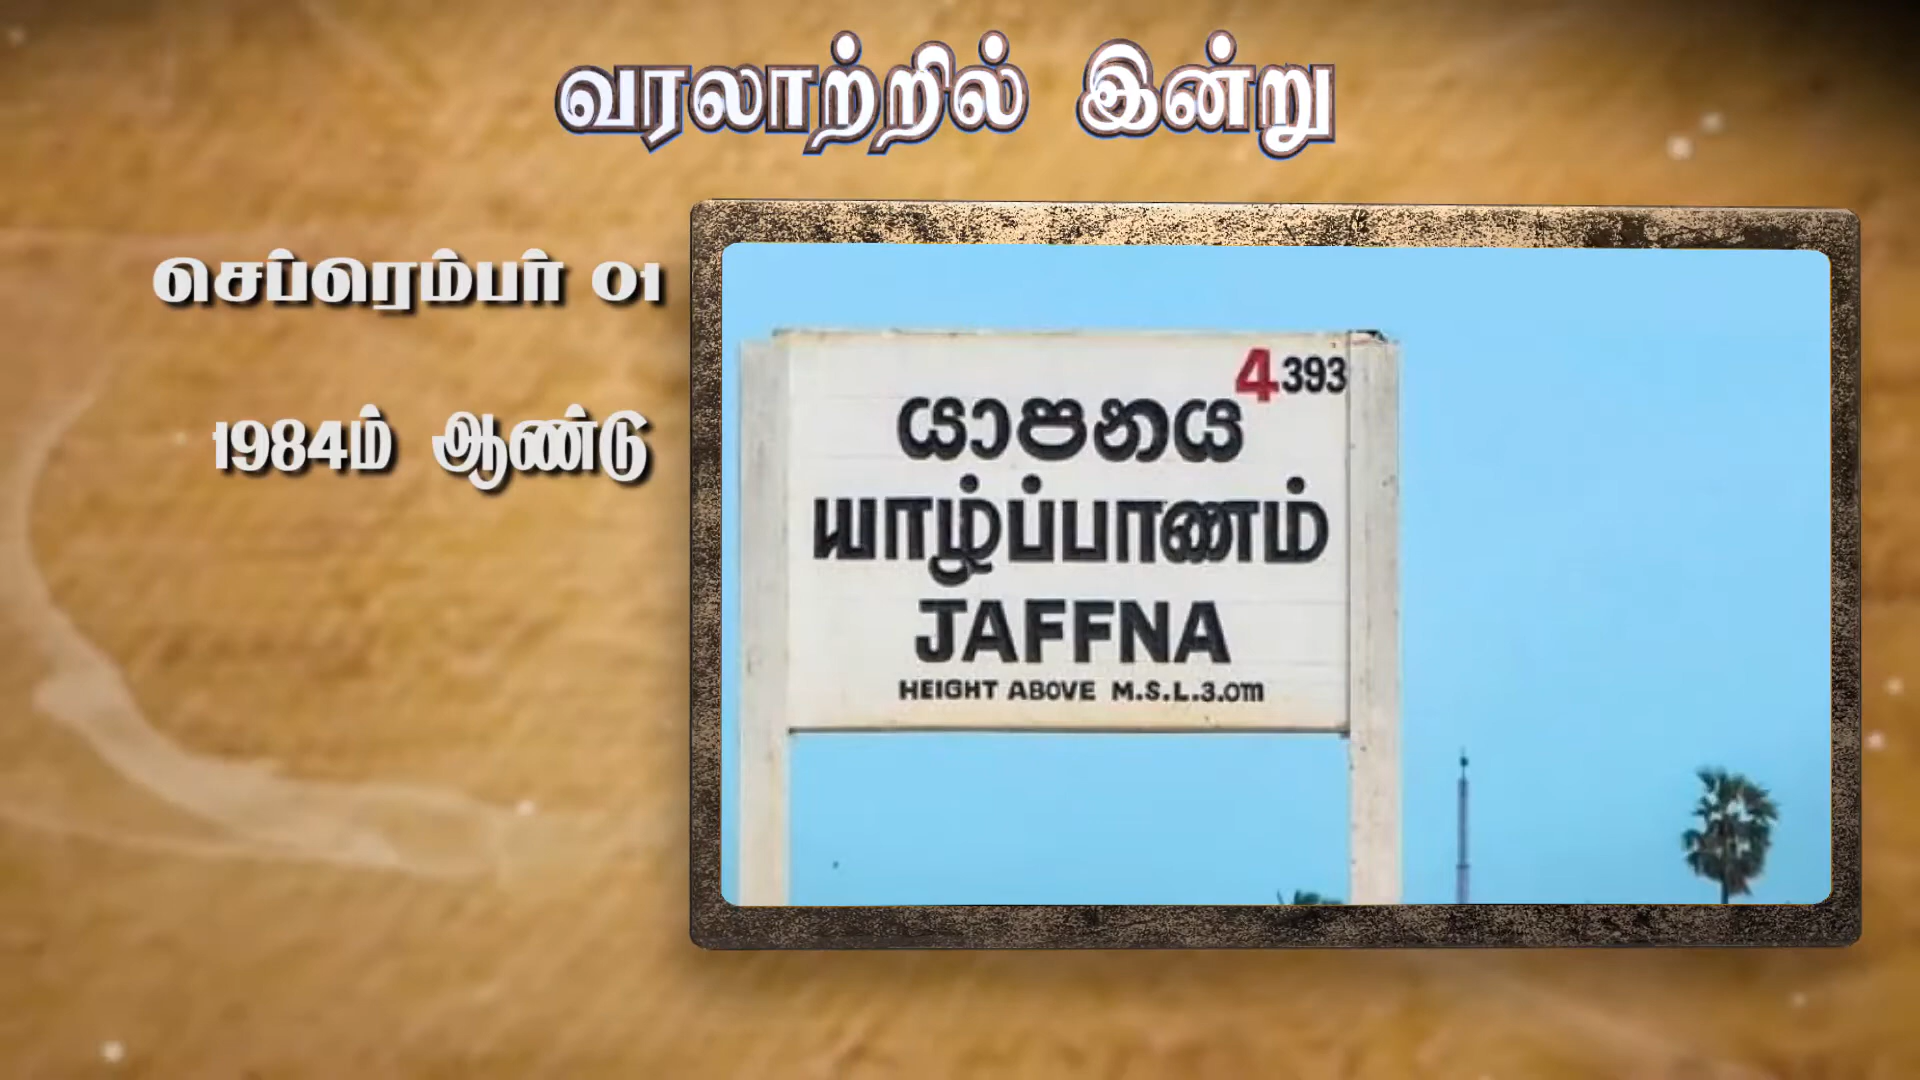 வரலாற்றில் இன்று
செப்ரெம்பர் 01
1984ம் ஆண்டு
4 393
යාපනය
யாழ்ப்பாணம்
JAFFNA
HEIGHT ABOVE M.S.L.3.0m